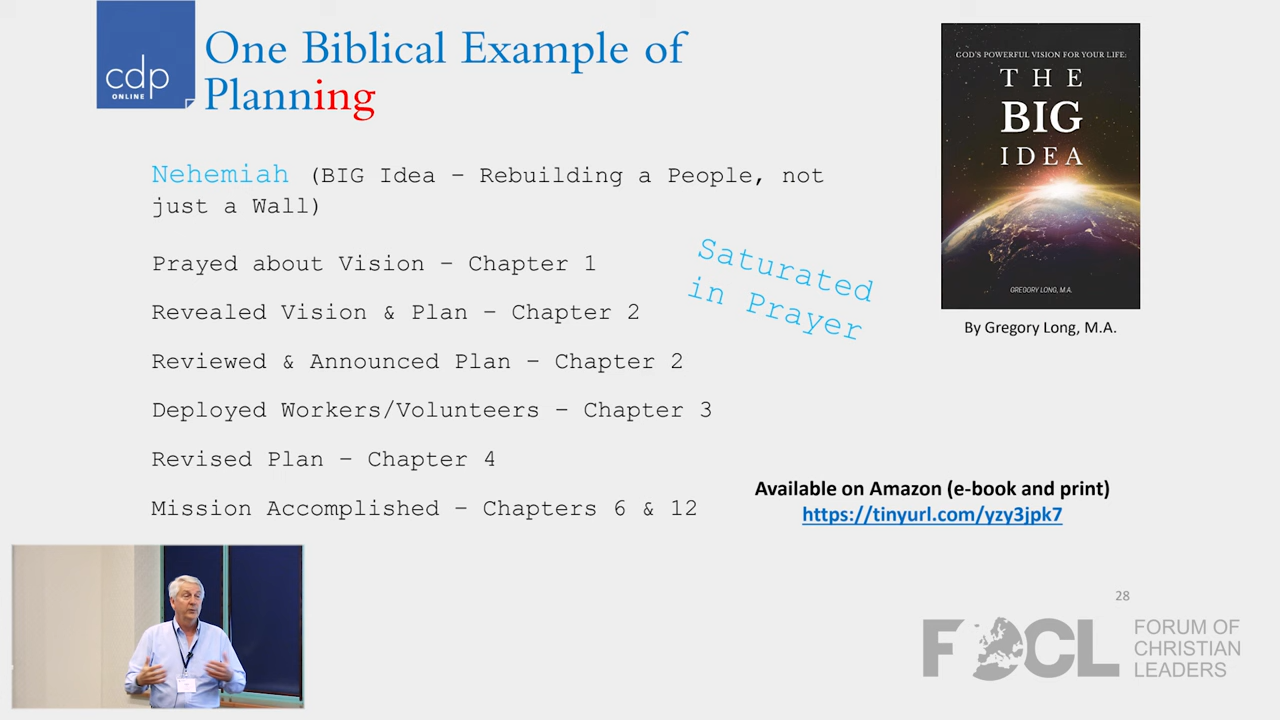 cdp
ONLINE
One Biblical Example of
Planning
Nehemiah (BIG Idea – Rebuilding a People, not
just a Wall)
Prayed about Vision – Chapter 1
Revealed Vision & Plan – Chapter 2
Reviewed & Announced Plan – Chapter 2
Deployed Workers/Volunteers – Chapter 3
Revised Plan – Chapter 4
Mission Accomplished – Chapters 6 & 12
Saturated
in Prayer
GOD'S POWERFUL VISION FOR YOUR LIFE:
THE
BIG
IDEA
GREGORY LONG, M.A.
By Gregory Long, M.A.
Available on Amazon (e-book and print)
https://tinyurl.com/yzy3jpk7
28
FOCL
FORUM OF
CHRISTIAN
LEADERS